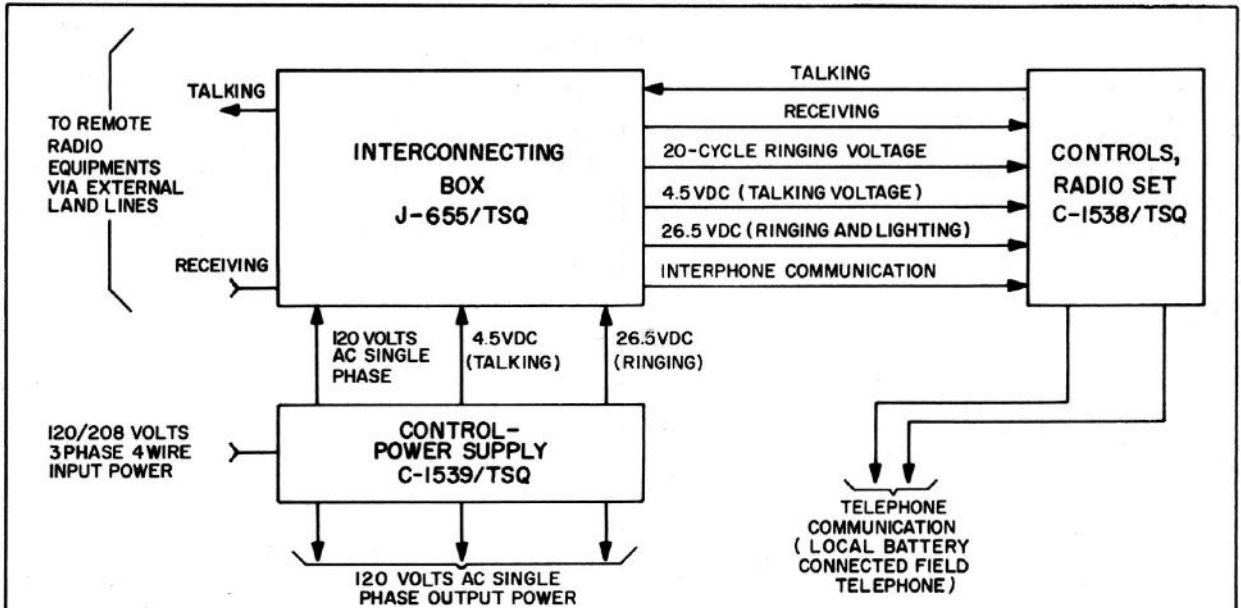 TO REMOTE
RADIO
EQUIPMENTS
VIA EXTERNAL
LAND LINES
TALKING
RECEIVING
INTERCONNECTING
BOX
J-655/TSQ
TALKING
RECEIVING
20-CYCLE RINGING VOLTAGE
4.5 VDC (TALKING VOLTAGE)
26.5 VDC (RINGING AND LIGHTING)
INTERPHONE COMMUNICATION
CONTROLS,
RADIO SET
C-1538/TSQ
120 VOLTS
AC SINGLE
PHASE
4.5VDC
(TALKING)
26.5VDC
(RINGING)
120/208 VOLTS
3 PHASE 4 WIRE
INPUT POWER
CONTROL-
POWER SUPPLY
C-1539/TSQ
120 VOLTS AC SINGLE
PHASE OUTPUT POWER
TELEPHONE
COMMUNICATION
( LOCAL BATTERY
CONNECTED FIELD
TELEPHONE)